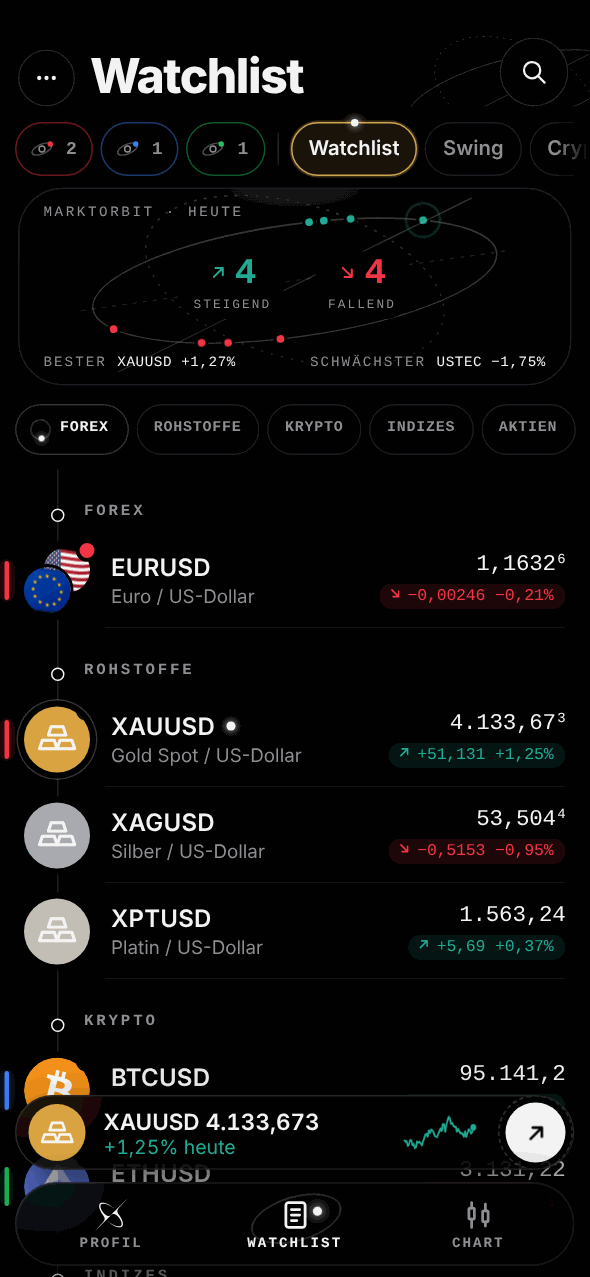 Watchlist
2 1 1 Watchlist Swing Cry
MARKTORBIT · HEUTE
↗ 4 ↘ 4
STEIGEND FALLEND
BESTER XAUUSD +1,27% SCHWÄCHSTER USTEC −1,75%
FOREX ROHSTOFFE KRYPTO INDIZES AKTIEN
FOREX
EURUSD 1,1632⁶
Euro / US-Dollar ↘ −0,00246 −0,21%
ROHSTOFFE
XAUUSD 4.133,67³
Gold Spot / US-Dollar ↗ +51,131 +1,25%
XAGUSD 53,504⁴
Silber / US-Dollar ↘ −0,5153 −0,95%
XPTUSD 1.563,24
Platin / US-Dollar ↗ +5,69 +0,37%
KRYPTO
BTCUSD 95.141,2
XAUUSD 4.133,673
+1,25% heute
ETHUSD 3.131,22
PROFIL WATCHLIST CHART
INDIZES